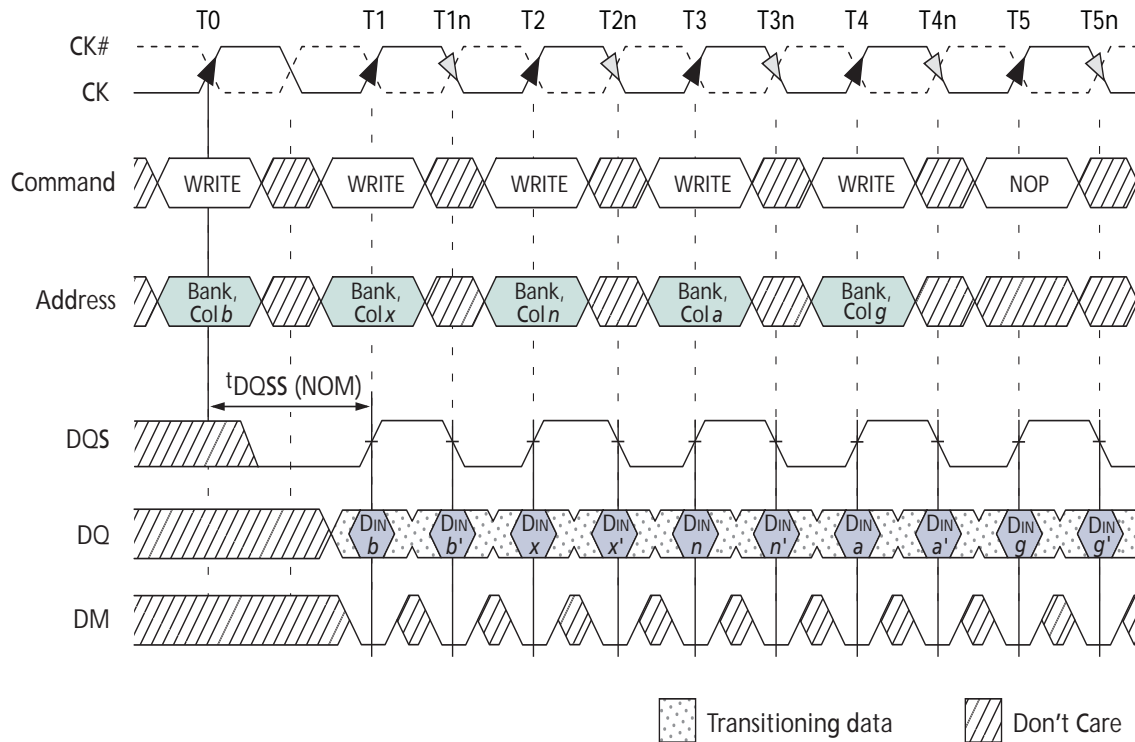 T0 T1 T1n T2 T2n T3 T3n T4 T4n T5 T5n
CK#
CK
Command WRITE WRITE WRITE WRITE WRITE NOP
Address Bank, Col b Bank, Col x Bank, Col n Bank, Col a Bank, Col g
tDQSS (NOM)
DQS
DQ DIN b DIN b' DIN x DIN x' DIN n DIN n' DIN a DIN a' DIN g DIN g'
DM
Transitioning data Don't Care